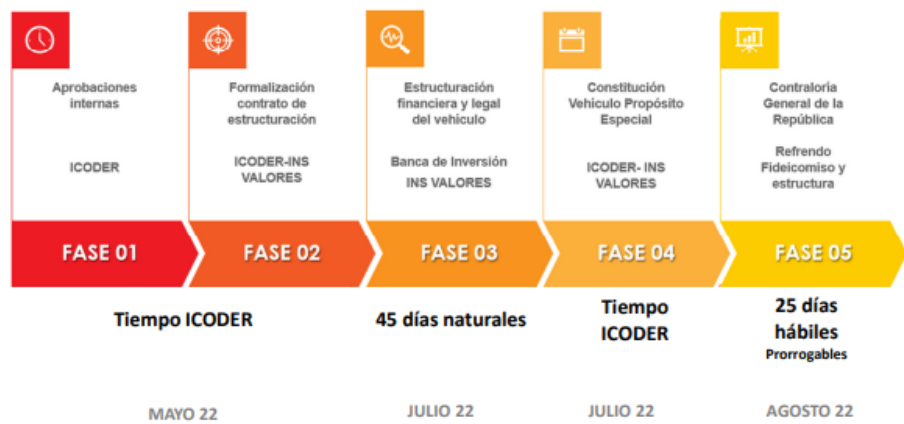 Aprobaciones
internas
ICODER
Formalización
contrato de
estructuración
ICODER-INS
VALORES
Estructuración
financiera y legal
del vehículo
Banca de Inversión
INS VALORES
Constitución
Vehículo Propósito
Especial
ICODER- INS
VALORES
Contraloría
General de la
República
Refrendo
Fideicomiso y
estructura
FASE 01
FASE 02
FASE 03
FASE 04
FASE 05
Tiempo ICODER
45 días naturales
Tiempo
ICODER
25 días
hábiles
Prorrogables
MAYO 22
JULIO 22
JULIO 22
AGOSTO 22